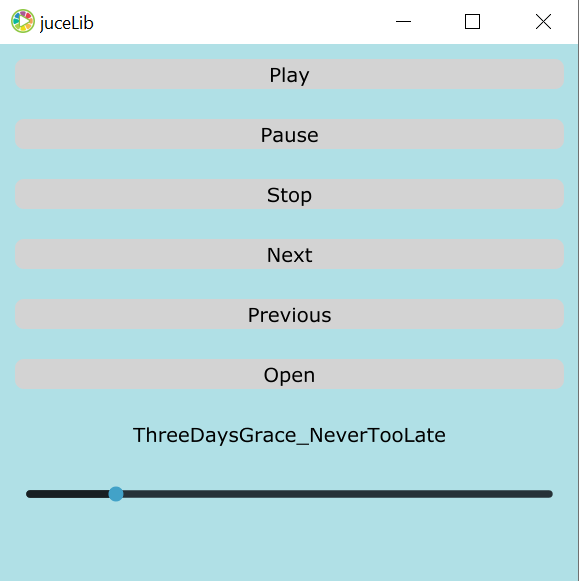 juceLib
Play
Pause
Stop
Next
Previous
Open
ThreeDaysGrace_NeverTooLate